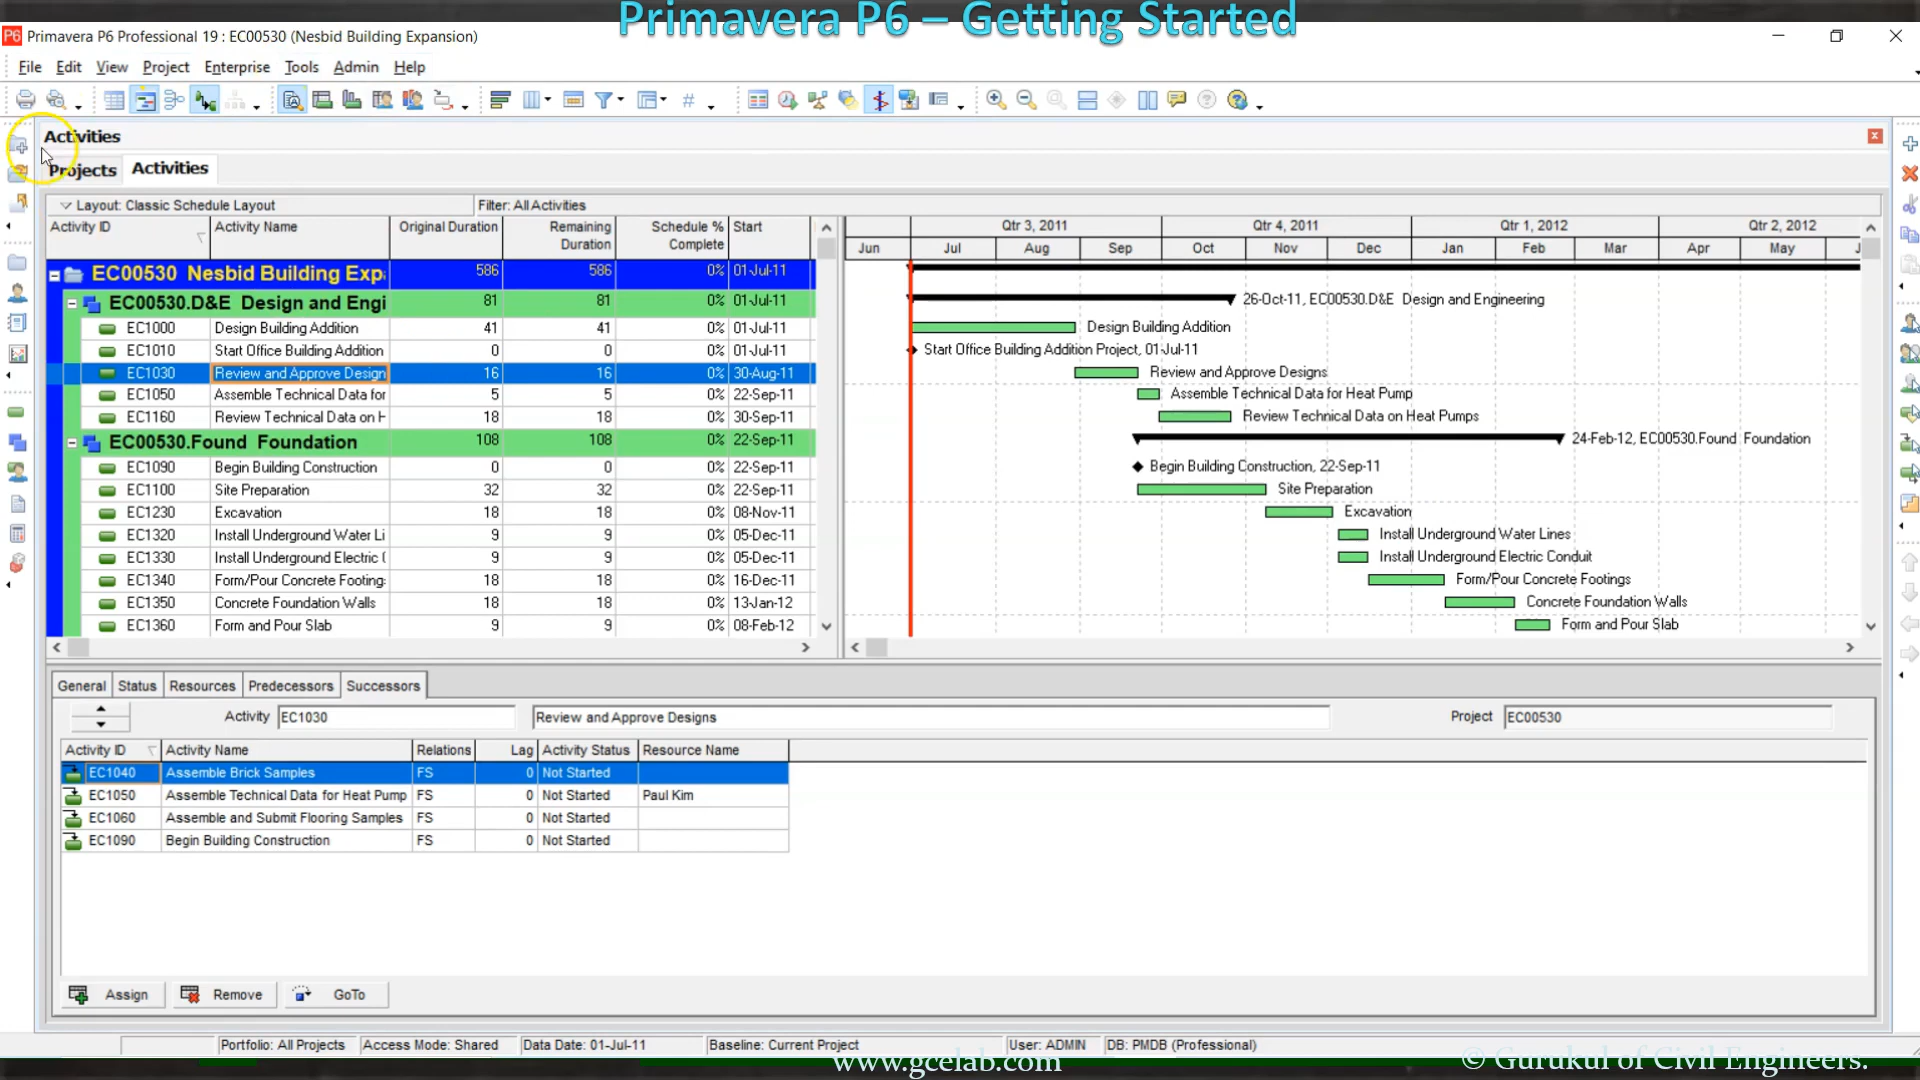 Primavera P6 – Getting Started
P6 Primavera P6 Professional 19 : EC00530 (Nesbid Building Expansion)
File Edit View Project Enterprise Tools Admin Help
Activities
Projects Activities
Layout: Classic Schedule Layout Filter: All Activities
Activity ID Activity Name Original Duration Remaining Duration Schedule % Complete Start
Qtr 3, 2011 Qtr 4, 2011 Qtr 1, 2012 Qtr 2, 2012
Jun Jul Aug Sep Oct Nov Dec Jan Feb Mar Apr May J
EC00530 Nesbid Building Exp 586 586 0% 01-Jul-11
EC00530.D&E Design and Engi 81 81 0% 01-Jul-11 26-Oct-11, EC00530.D&E Design and Engineering
EC1000 Design Building Addition 41 41 0% 01-Jul-11 Design Building Addition
EC1010 Start Office Building Addition 0 0 0% 01-Jul-11 Start Office Building Addition Project, 01-Jul-11
EC1030 Review and Approve Design 16 16 0% 30-Aug-11 Review and Approve Designs
EC1050 Assemble Technical Data for 5 5 0% 22-Sep-11 Assemble Technical Data for Heat Pump
EC1160 Review Technical Data on H 18 18 0% 30-Sep-11 Review Technical Data on Heat Pumps
EC00530.Found Foundation 108 108 0% 22-Sep-11 24-Feb-12, EC00530.Found Foundation
EC1090 Begin Building Construction 0 0 0% 22-Sep-11 Begin Building Construction, 22-Sep-11
EC1100 Site Preparation 32 32 0% 22-Sep-11 Site Preparation
EC1230 Excavation 18 18 0% 08-Nov-11 Excavation
EC1320 Install Underground Water Li 9 9 0% 05-Dec-11 Install Underground Water Lines
EC1330 Install Underground Electric C 9 9 0% 05-Dec-11 Install Underground Electric Conduit
EC1340 Form/Pour Concrete Footing 18 18 0% 16-Dec-11 Form/Pour Concrete Footings
EC1350 Concrete Foundation Walls 18 18 0% 13-Jan-12 Concrete Foundation Walls
EC1360 Form and Pour Slab 9 9 0% 08-Feb-12 Form and Pour Slab
General Status Resources Predecessors Successors
Activity EC1030 Review and Approve Designs Project EC00530
Activity ID Activity Name Relations Lag Activity Status Resource Name
EC1040 Assemble Brick Samples FS 0 Not Started
EC1050 Assemble Technical Data for Heat Pump FS 0 Not Started Paul Kim
EC1060 Assemble and Submit Flooring Samples FS 0 Not Started
EC1090 Begin Building Construction FS 0 Not Started
Assign Remove GoTo
Portfolio: All Projects Access Mode: Shared Data Date: 01-Jul-11 Baseline: Current Project User: ADMIN DB: PMDB (Professional)
www.gcelab.com © Gurukul of Civil Engineers.